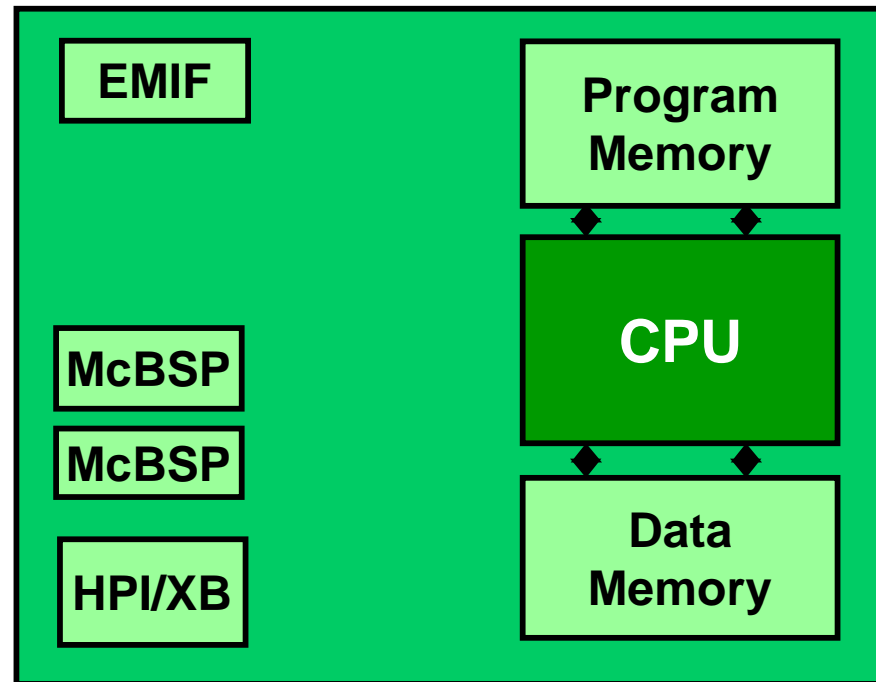 EMIF
Program
Memory
CPU
McBSP
McBSP
Data
Memory
HPI/XB